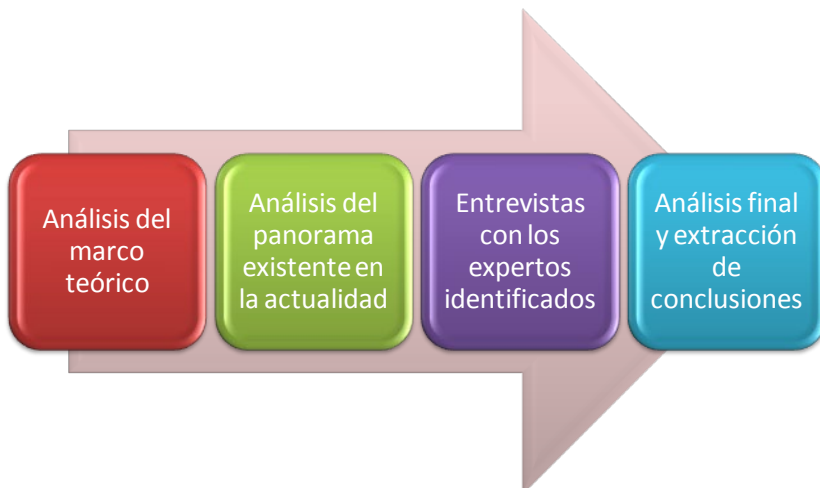 Análisis del
marco
teórico
Análisis del
panorama
existente en
la actualidad
Entrevistas
con los
expertos
identificados
Análisis final
y extracción
de
conclusiones